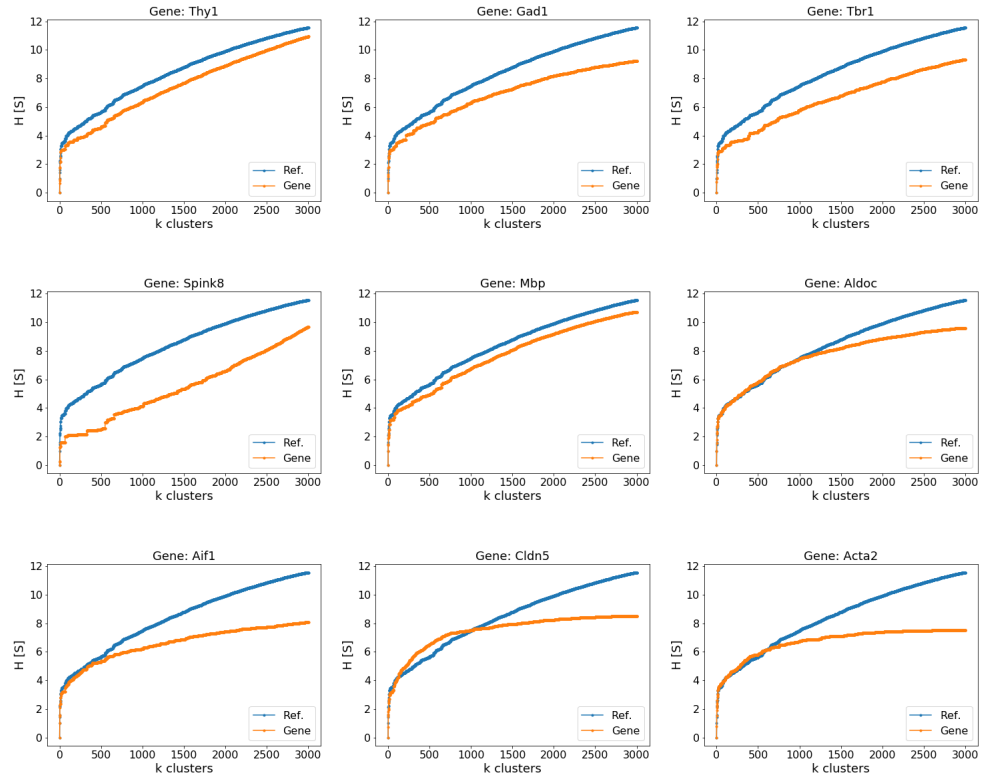 Gene: Thy1
H [S]
12
10
8
6
4
2
0
0 500 1000 1500 2000 2500 3000
k clusters
Ref.
Gene
Gene: Gad1
H [S]
12
10
8
6
4
2
0
0 500 1000 1500 2000 2500 3000
k clusters
Ref.
Gene
Gene: Tbr1
H [S]
12
10
8
6
4
2
0
0 500 1000 1500 2000 2500 3000
k clusters
Ref.
Gene
Gene: Spink8
H [S]
12
10
8
6
4
2
0
0 500 1000 1500 2000 2500 3000
k clusters
Ref.
Gene
Gene: Mbp
H [S]
12
10
8
6
4
2
0
0 500 1000 1500 2000 2500 3000
k clusters
Ref.
Gene
Gene: Aldoc
H [S]
12
10
8
6
4
2
0
0 500 1000 1500 2000 2500 3000
k clusters
Ref.
Gene
Gene: Aif1
H [S]
12
10
8
6
4
2
0
0 500 1000 1500 2000 2500 3000
k clusters
Ref.
Gene
Gene: Cldn5
H [S]
12
10
8
6
4
2
0
0 500 1000 1500 2000 2500 3000
k clusters
Ref.
Gene
Gene: Acta2
H [S]
12
10
8
6
4
2
0
0 500 1000 1500 2000 2500 3000
k clusters
Ref.
Gene